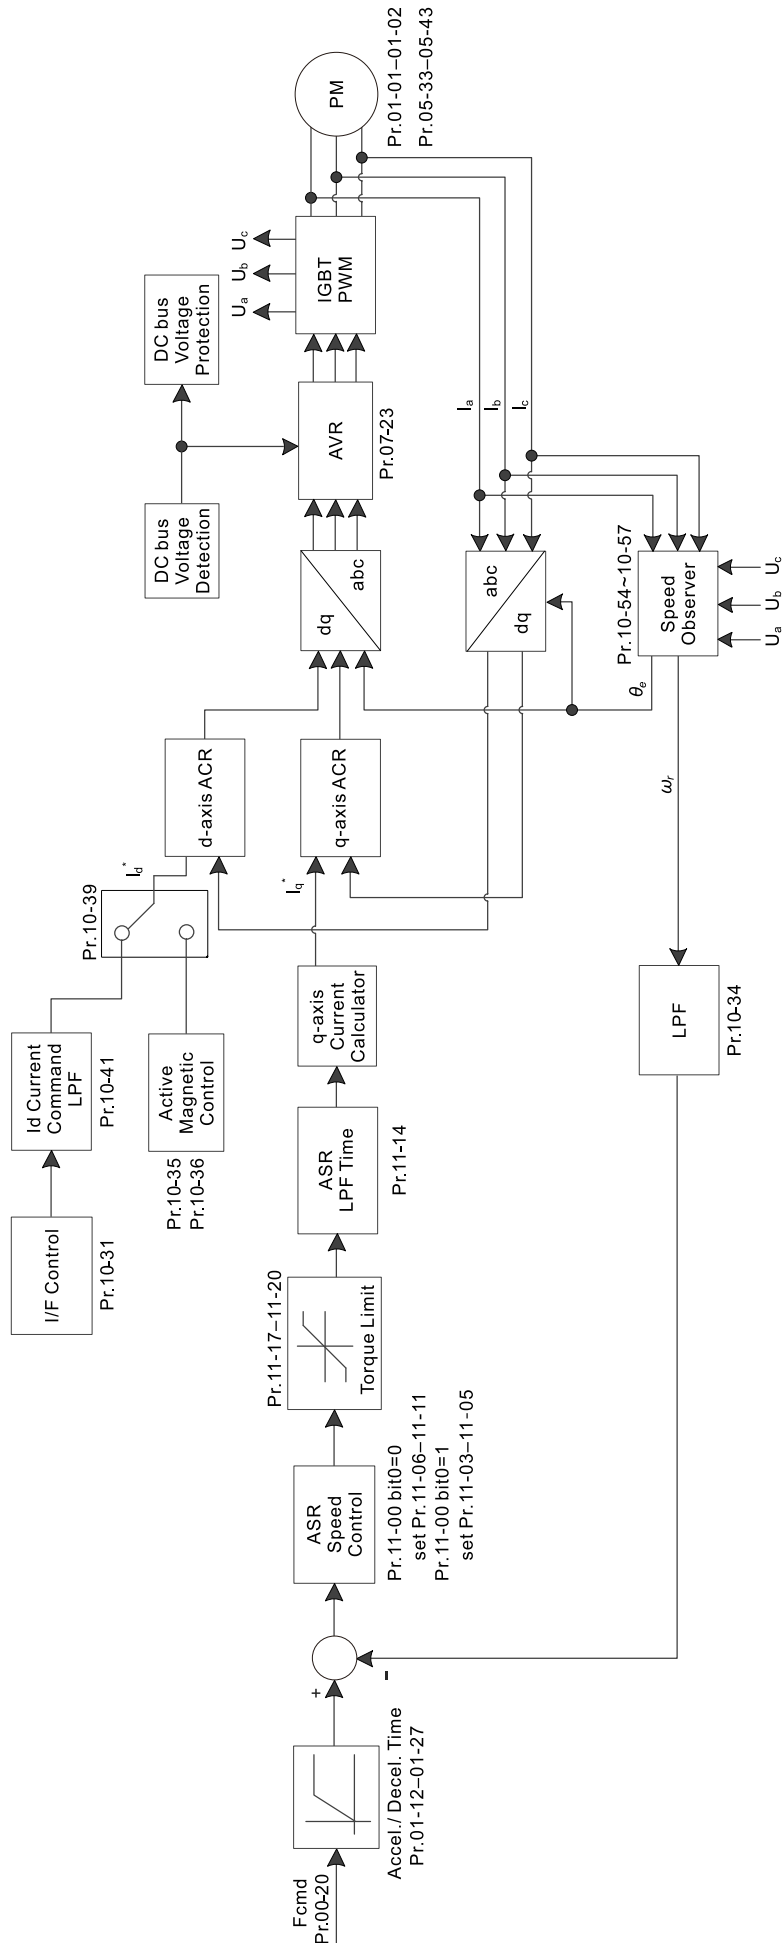 Fcmd
Pr.00-20
Accel./ Decel. Time
Pr.01-12–01-27
+
-
ASR
Speed
Control
Pr.11-00 bit0=0
set Pr.11-06–11-11
Pr.11-00 bit0=1
set Pr.11-03–11-05
Pr.11-17–11-20
Torque Limit
ASR
LPF Time
Pr.11-14
q-axis
Current
Calculator
I/F Control
Pr.10-31
Id Current
Command
LPF
Pr.10-41
Active
Magnetic
Control
Pr.10-35
Pr.10-36
Pr.10-39
Id*
Iq*
d-axis ACR
q-axis ACR
dq
abc
DC bus
Voltage
Detection
DC bus
Voltage
Protection
AVR
Pr.07-23
IGBT
PWM
Ua
Ub
Uc
PM
Pr.01-01–01-02
Pr.05-33–05-43
Ia
Ib
Ic
abc
dq
Pr.10-54~10-57
Speed
Observer
Ua
Ub
Uc
θe
ωr
LPF
Pr.10-34